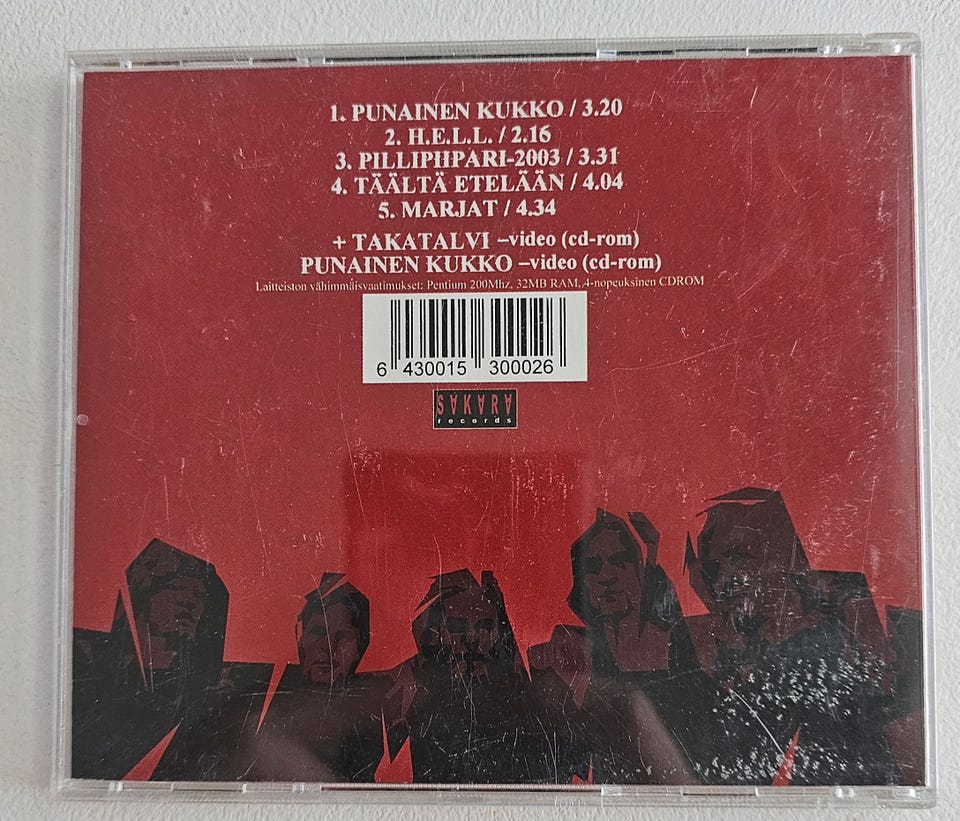 1. PUNAINEN KUKKO / 3.20
2. H.E.L.L. / 2.16
3. PILLIPIIPARI-2003 / 3.31
4. TÄÄLTÄ ETELÄÄN / 4.04
5. MARJAT / 4.34
+ TAKATALVI –video (cd-rom)
PUNAINEN KUKKO –video (cd-rom)
Laitteiston vähimmäisvaatimukset: Pentium 200Mhz, 32MB RAM, 4-nopeuksinen CDROM
6 430015 300026
SAKARA
records